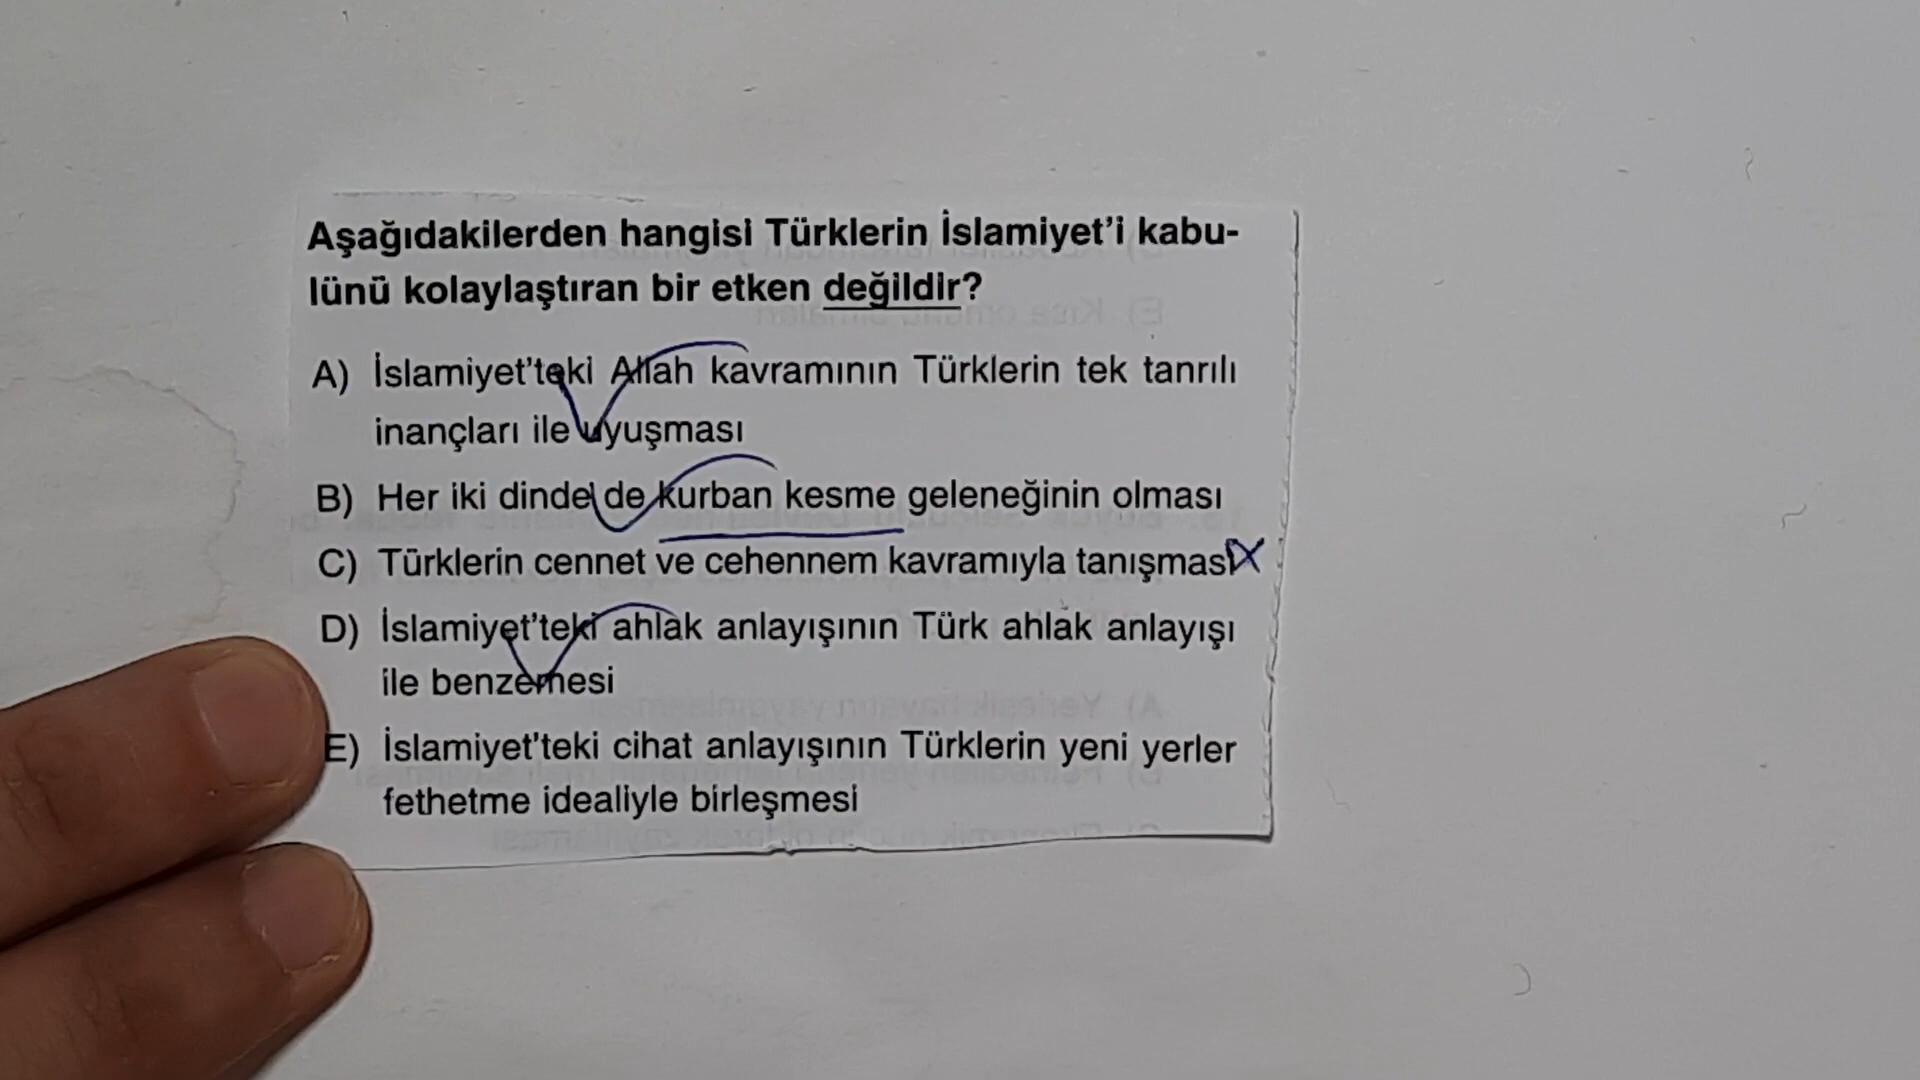 Aşağıdakilerden hangisi Türklerin İslamiyet'i kabu-
lünü kolaylaştıran bir etken değildir?
A) İslamiyet'teki Allah kavramının Türklerin tek tanrılı
inançları ile uyuşması
B) Her iki dinde de kurban kesme geleneğinin olması
C) Türklerin cennet ve cehennem kavramıyla tanışması
D) İslamiyet'teki ahlak anlayışının Türk ahlak anlayışı
ile benzemesi
E) İslamiyet'teki cihat anlayışının Türklerin yeni yerler
fethetme idealiyle birleşmesi